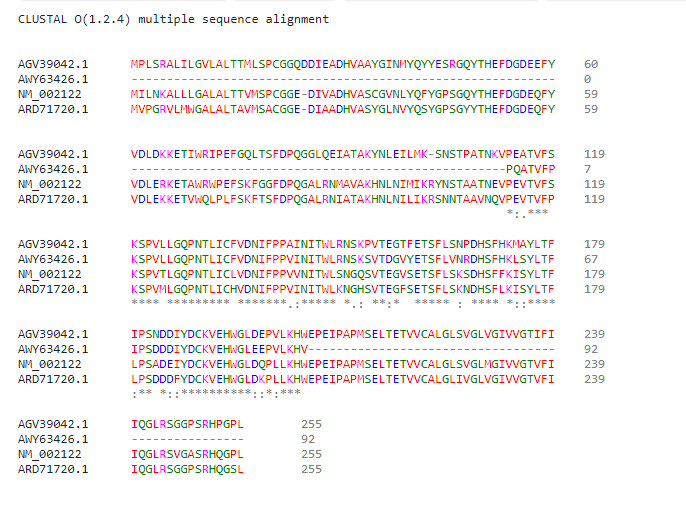 CLUSTAL O(1.2.4) multiple sequence alignment
AGV39042.1 MPLSRALILGVLALTTMLSPCGGQDDIEADHVAAYGINMYQYYESRGQYTHEFDGDEEFY 60
AWY63426.1 ------------------------------------------------------------ 0
NM_002122 MILNKALLLGALALTTVMSPCGGE-DIVADHVASCGVNLYQFYGPSGQYTHEFDGDEQFY 59
ARD71720.1 MVPGRVLMWGALALTAVMSACGGE-DIAADHVASYGLNVYQSYGPSGYYTHEFDGDEQFY 59
AGV39042.1 VDLDKKETIWRIPEFGQLTSFDPQGGLQEIATAKYNLEILMK-SNSTPATNKVPEATVFS 119
AWY63426.1 -----------------------------------------------------PQATVFP 7
NM_002122 VDLERKETAWRWPEFSKFGGFDPQGALRNMAVAKHNLNIMIKRYNSTAATNEVPEVTVFS 119
ARD71720.1 VDLEKKETVWQLPLFSKFTSFDPQGALRNIATAKHNLNILIKRSNNTAAVNQVPEVTVFP 119
*:.***
AGV39042.1 KSPVLLGQPNTLICFVDNIFPPAINITWLRNSKPVTEGTFETSFLSNPDHSFHKMAYLTF 179
AWY63426.1 KSPVLLGQPNTLICFVDNIFPPVINITWLRNSKSVTDGVYETSFLVNRDHSFHKLSYLTF 67
NM_002122 KSPVTLGQPNTLICLVDNIFPPVVNITWLSNGQSVTEGVSETSFLSKSDHSFFKISYLTF 179
ARD71720.1 KSPVMLGQPNTLICHVDNIFPPVINITWLKNGHSVTEGFSETSFLSKNDHSFLKISYLTF 179
**** ********* *******.:***** *.: **:* ***** : **** *::****
AGV39042.1 IPSNDDIYDCKVEHWGLDEPVLKHWEPEIPAPMSELTETVVCALGLSVGLVGIVVGTIFI 239
AWY63426.1 IPSDDDIYDCKVEHWGLEEPVLKHV----------------------------------- 92
NM_002122 LPSADEIYDCKVEHWGLDQPLLKHWEPEIPAPMSELTETVVCALGLSVGLMGIVVGTVFI 239
ARD71720.1 LPSDDDFYDCKVEHWGLDKPLLKHWEPEIPAPMSELTETVVCALGLIVGLVGIVVGTVFI 239
:** *::**********::*:***
AGV39042.1 IQGLRSGGPSRHPGPL 255
AWY63426.1 ---------------- 92
NM_002122 IQGLRSVGASRHQGPL 255
ARD71720.1 IQGLRSGGPSRHQGSL 255